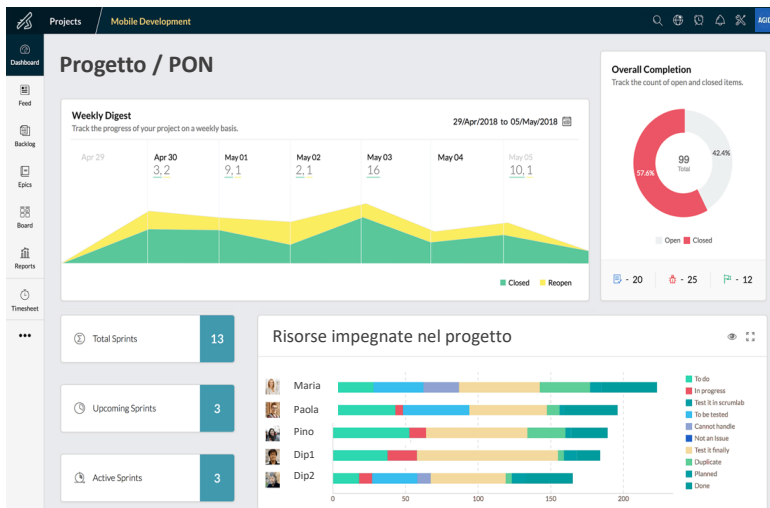 Projects
Mobile Development
AGID
Dashboard
Feed
Backlog
Epics
Board
Reports
Timesheet
Progetto / PON
Weekly Digest
Track the progress of your project on a weekly basis.
29/Apr/2018 to 05/May/2018
Apr 29
Apr 30
May 01
May 02
May 03
May 04
May 05
3, 2
9, 1
2, 1
16
10, 1
Closed
Reopen
Overall Completion
Track the count of open and closed items.
42.4%
99
Total
57.6%
Open
Closed
- 20
- 25
- 12
Total Sprints
13
Upcoming Sprints
3
Active Sprints
3
Risorse impegnate nel progetto
Maria
Paola
Pino
Dip1
Dip2
0
50
100
150
200
To do
In progress
Test it in scrumlab
To be tested
Cannot handle
Not an Issue
Test it finally
Duplicate
Planned
Done